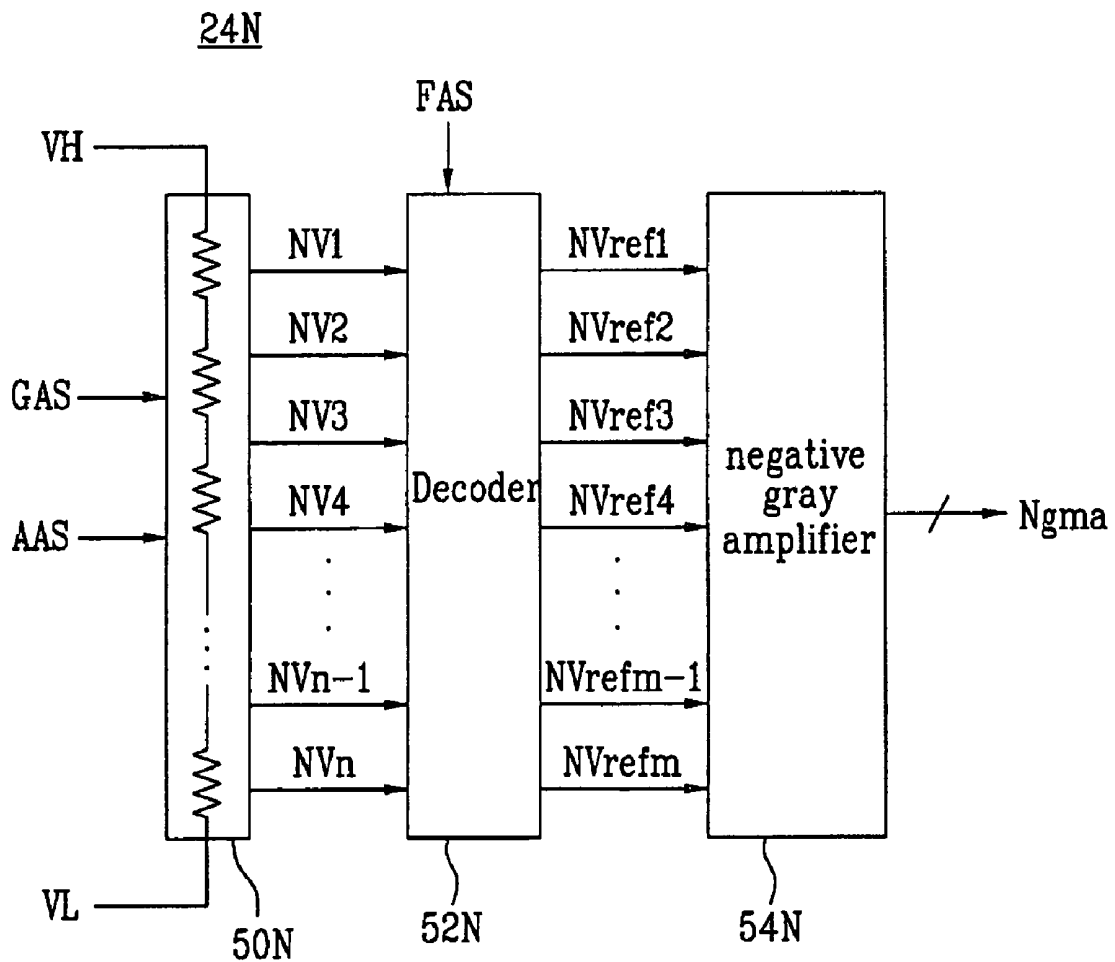 24N
FAS
VH
NV1
NVref1
NV2
NVref2
GAS
NV3
NVref3
Decoder
negative
gray
amplifier
NV4
NVref4
AAS
Ngma
NVn-1
NVrefm-1
NVn
NVrefm
VL
50N
52N
54N